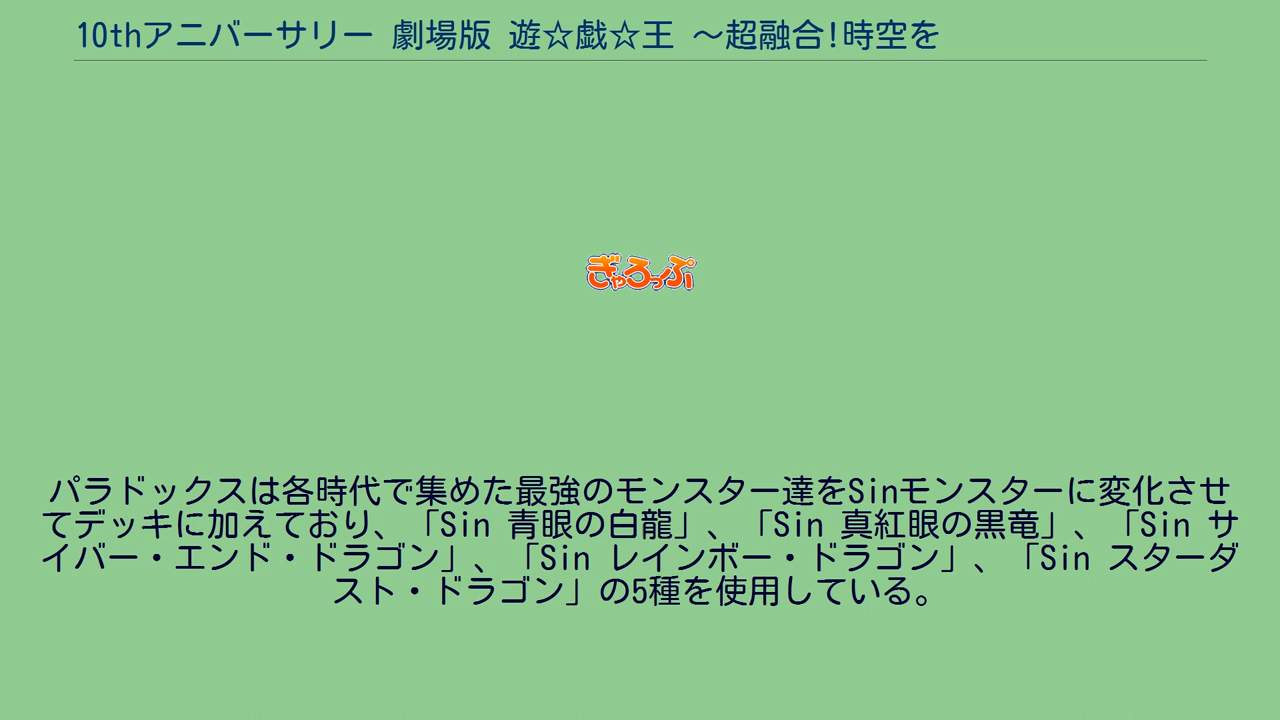 10thアニバーサリー 劇場版 遊☆戯☆王 ～超融合!時空を
ぎゃろっぷ
パラドックスは各時代で集めた最強のモンスター達をSinモンスターに変化させ
てデッキに加えており、「Sin 青眼の白龍」、「Sin 真紅眼の黒竜」、「Sin サ
イバー・エンド・ドラゴン」、「Sin レインボー・ドラゴン」、「Sin スターダ
スト・ドラゴン」の5種を使用している。